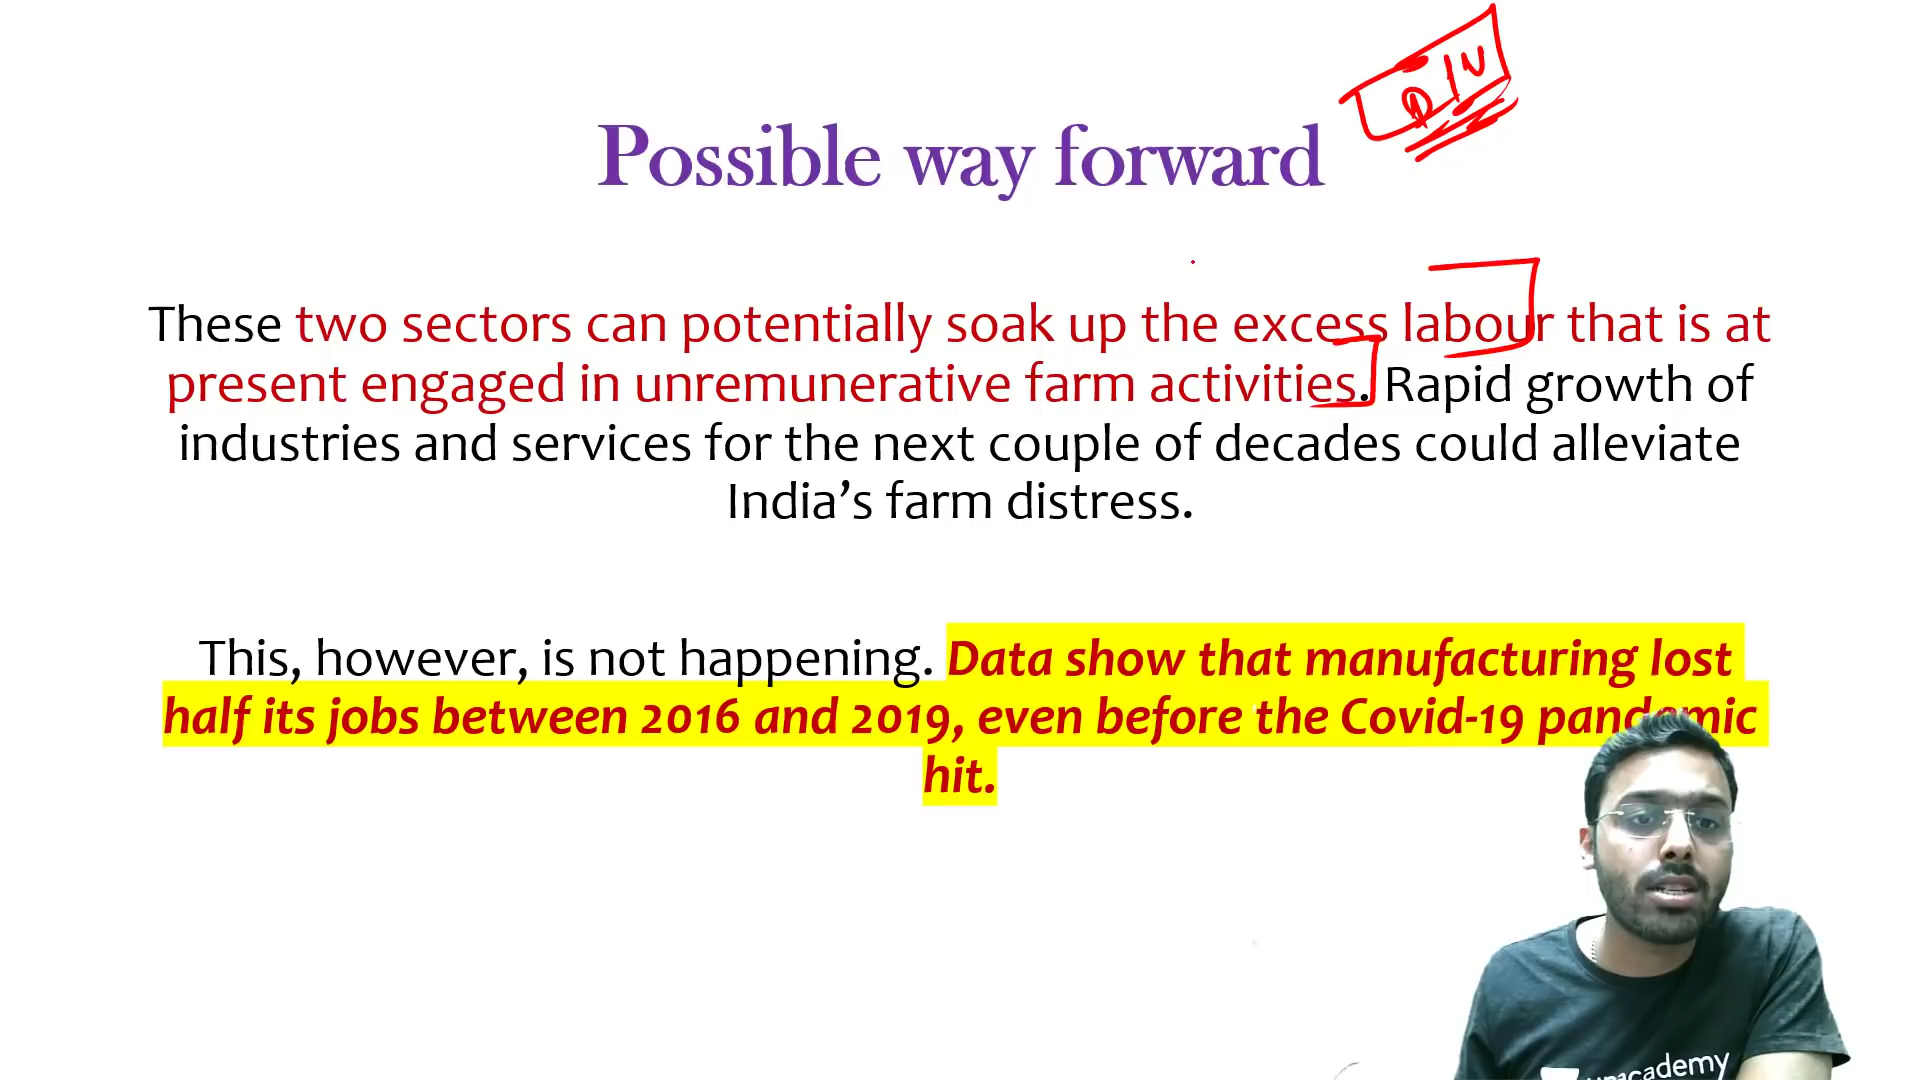 Possible way forward
These two sectors can potentially soak up the excess labour that is at
present engaged in unremunerative farm activities. Rapid growth of
industries and services for the next couple of decades could alleviate
India’s farm distress.
This, however, is not happening. Data show that manufacturing lost
half its jobs between 2016 and 2019, even before the Covid-19 pandemic
hit.